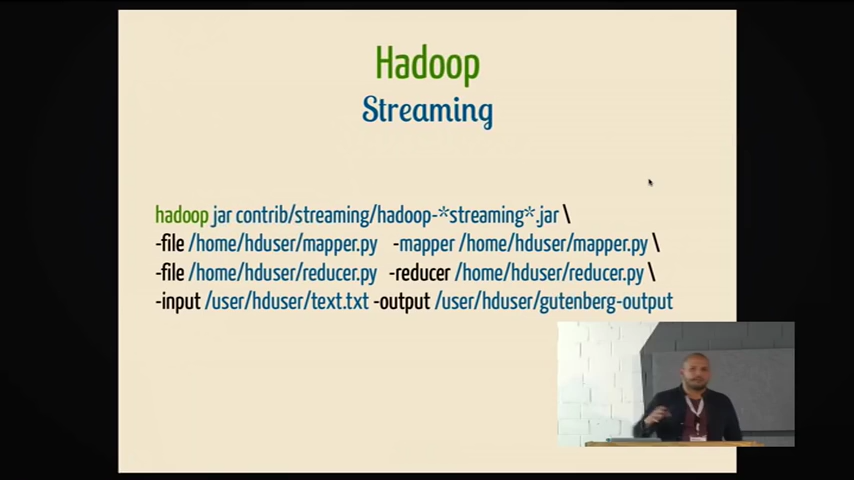 Hadoop
Streaming
hadoop jar contrib/streaming/hadoop-*streaming*.jar \
-file /home/hduser/mapper.py -mapper /home/hduser/mapper.py \
-file /home/hduser/reducer.py -reducer /home/hduser/reducer.py \
-input /user/hduser/text.txt -output /user/hduser/gutenberg-output